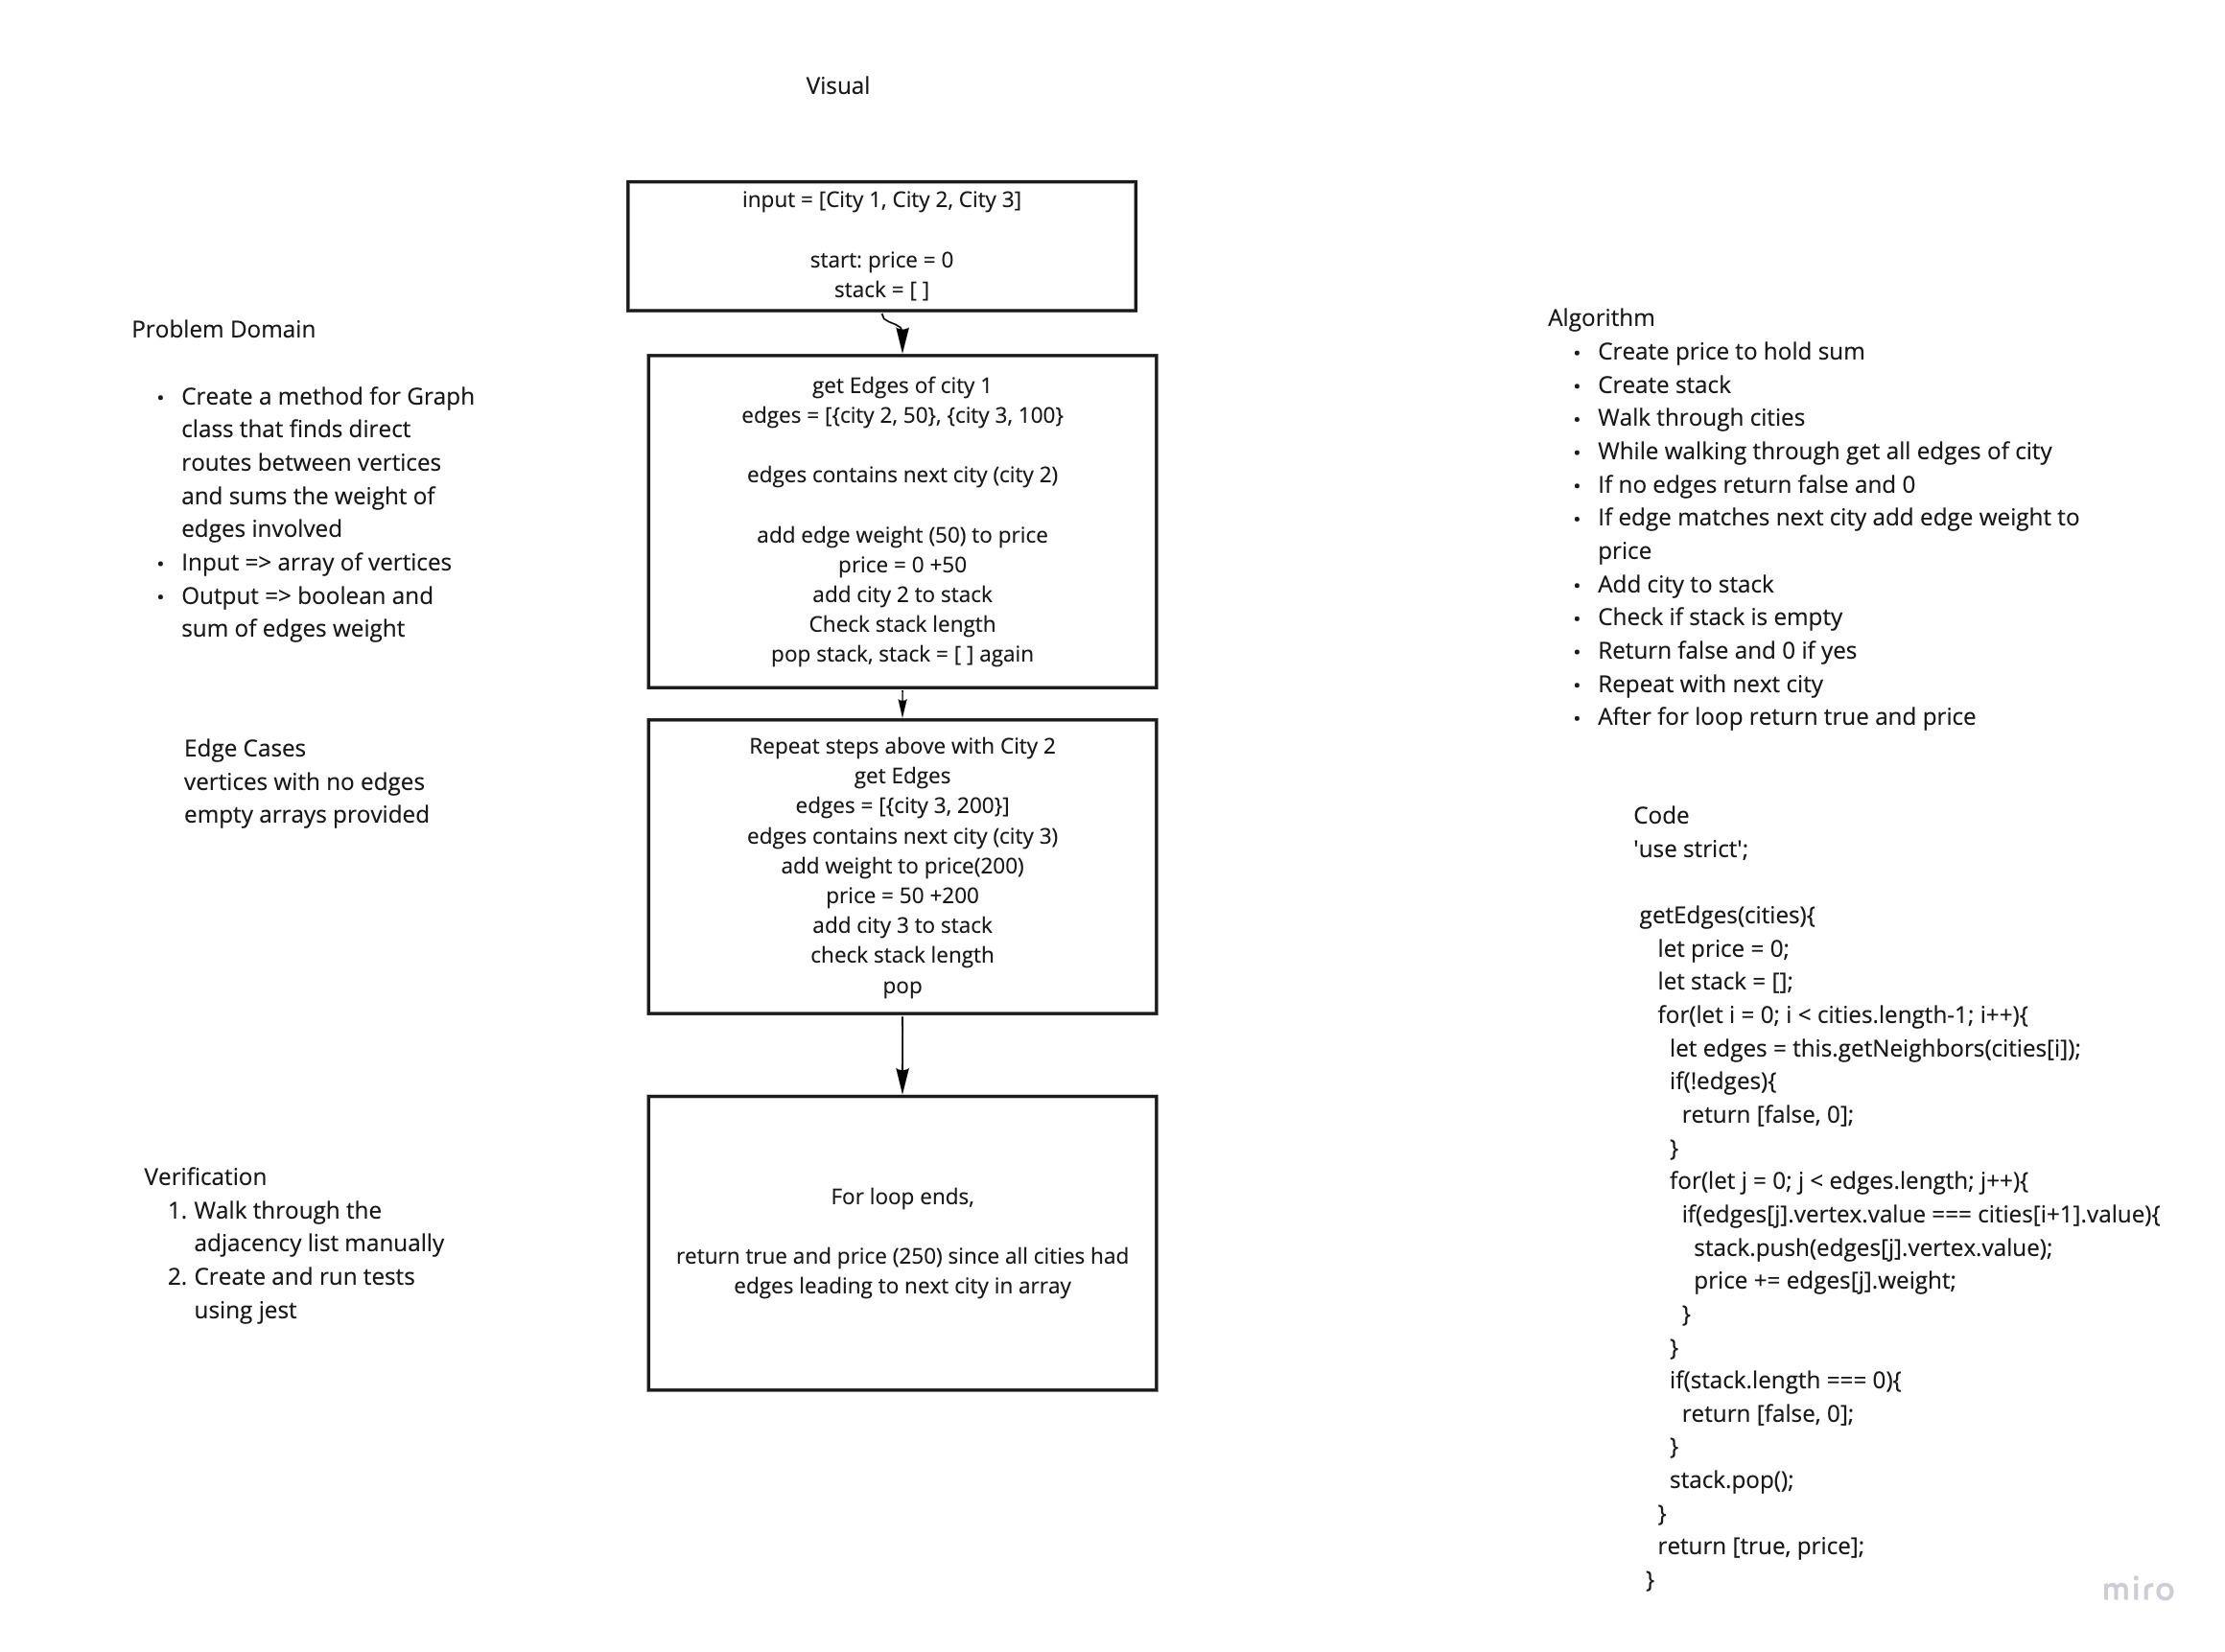 Visual
input = [City 1, City 2, City 3]
start: price = 0
stack = [ ]
get Edges of city 1
edges = [{city 2, 50}, {city 3, 100}
edges contains next city (city 2)
add edge weight (50) to price
price = 0 +50
add city 2 to stack
Check stack length
pop stack, stack = [ ] again
Repeat steps above with City 2
get Edges
edges = [{city 3, 200}]
edges contains next city (city 3)
add weight to price(200)
price = 50 +200
add city 3 to stack
check stack length
pop
For loop ends,
return true and price (250) since all cities had
edges leading to next city in array
Problem Domain
• Create a method for Graph
class that finds direct
routes between vertices
and sums the weight of
edges involved
• Input => array of vertices
• Output => boolean and
sum of edges weight
Edge Cases
vertices with no edges
empty arrays provided
Verification
1. Walk through the
adjacency list manually
2. Create and run tests
using jest
Algorithm
• Create price to hold sum
• Create stack
• Walk through cities
• While walking through get all edges of city
• If no edges return false and 0
• If edge matches next city add edge weight to
price
• Add city to stack
• Check if stack is empty
• Return false and 0 if yes
• Repeat with next city
• After for loop return true and price
Code
'use strict';
getEdges(cities){
let price = 0;
let stack = [];
for(let i = 0; i < cities.length-1; i++){
let edges = this.getNeighbors(cities[i]);
if(!edges){
return [false, 0];
}
for(let j = 0; j < edges.length; j++){
if(edges[j].vertex.value === cities[i+1].value){
stack.push(edges[j].vertex.value);
price += edges[j].weight;
}
}
if(stack.length === 0){
return [false, 0];
}
stack.pop();
}
return [true, price];
}
miro